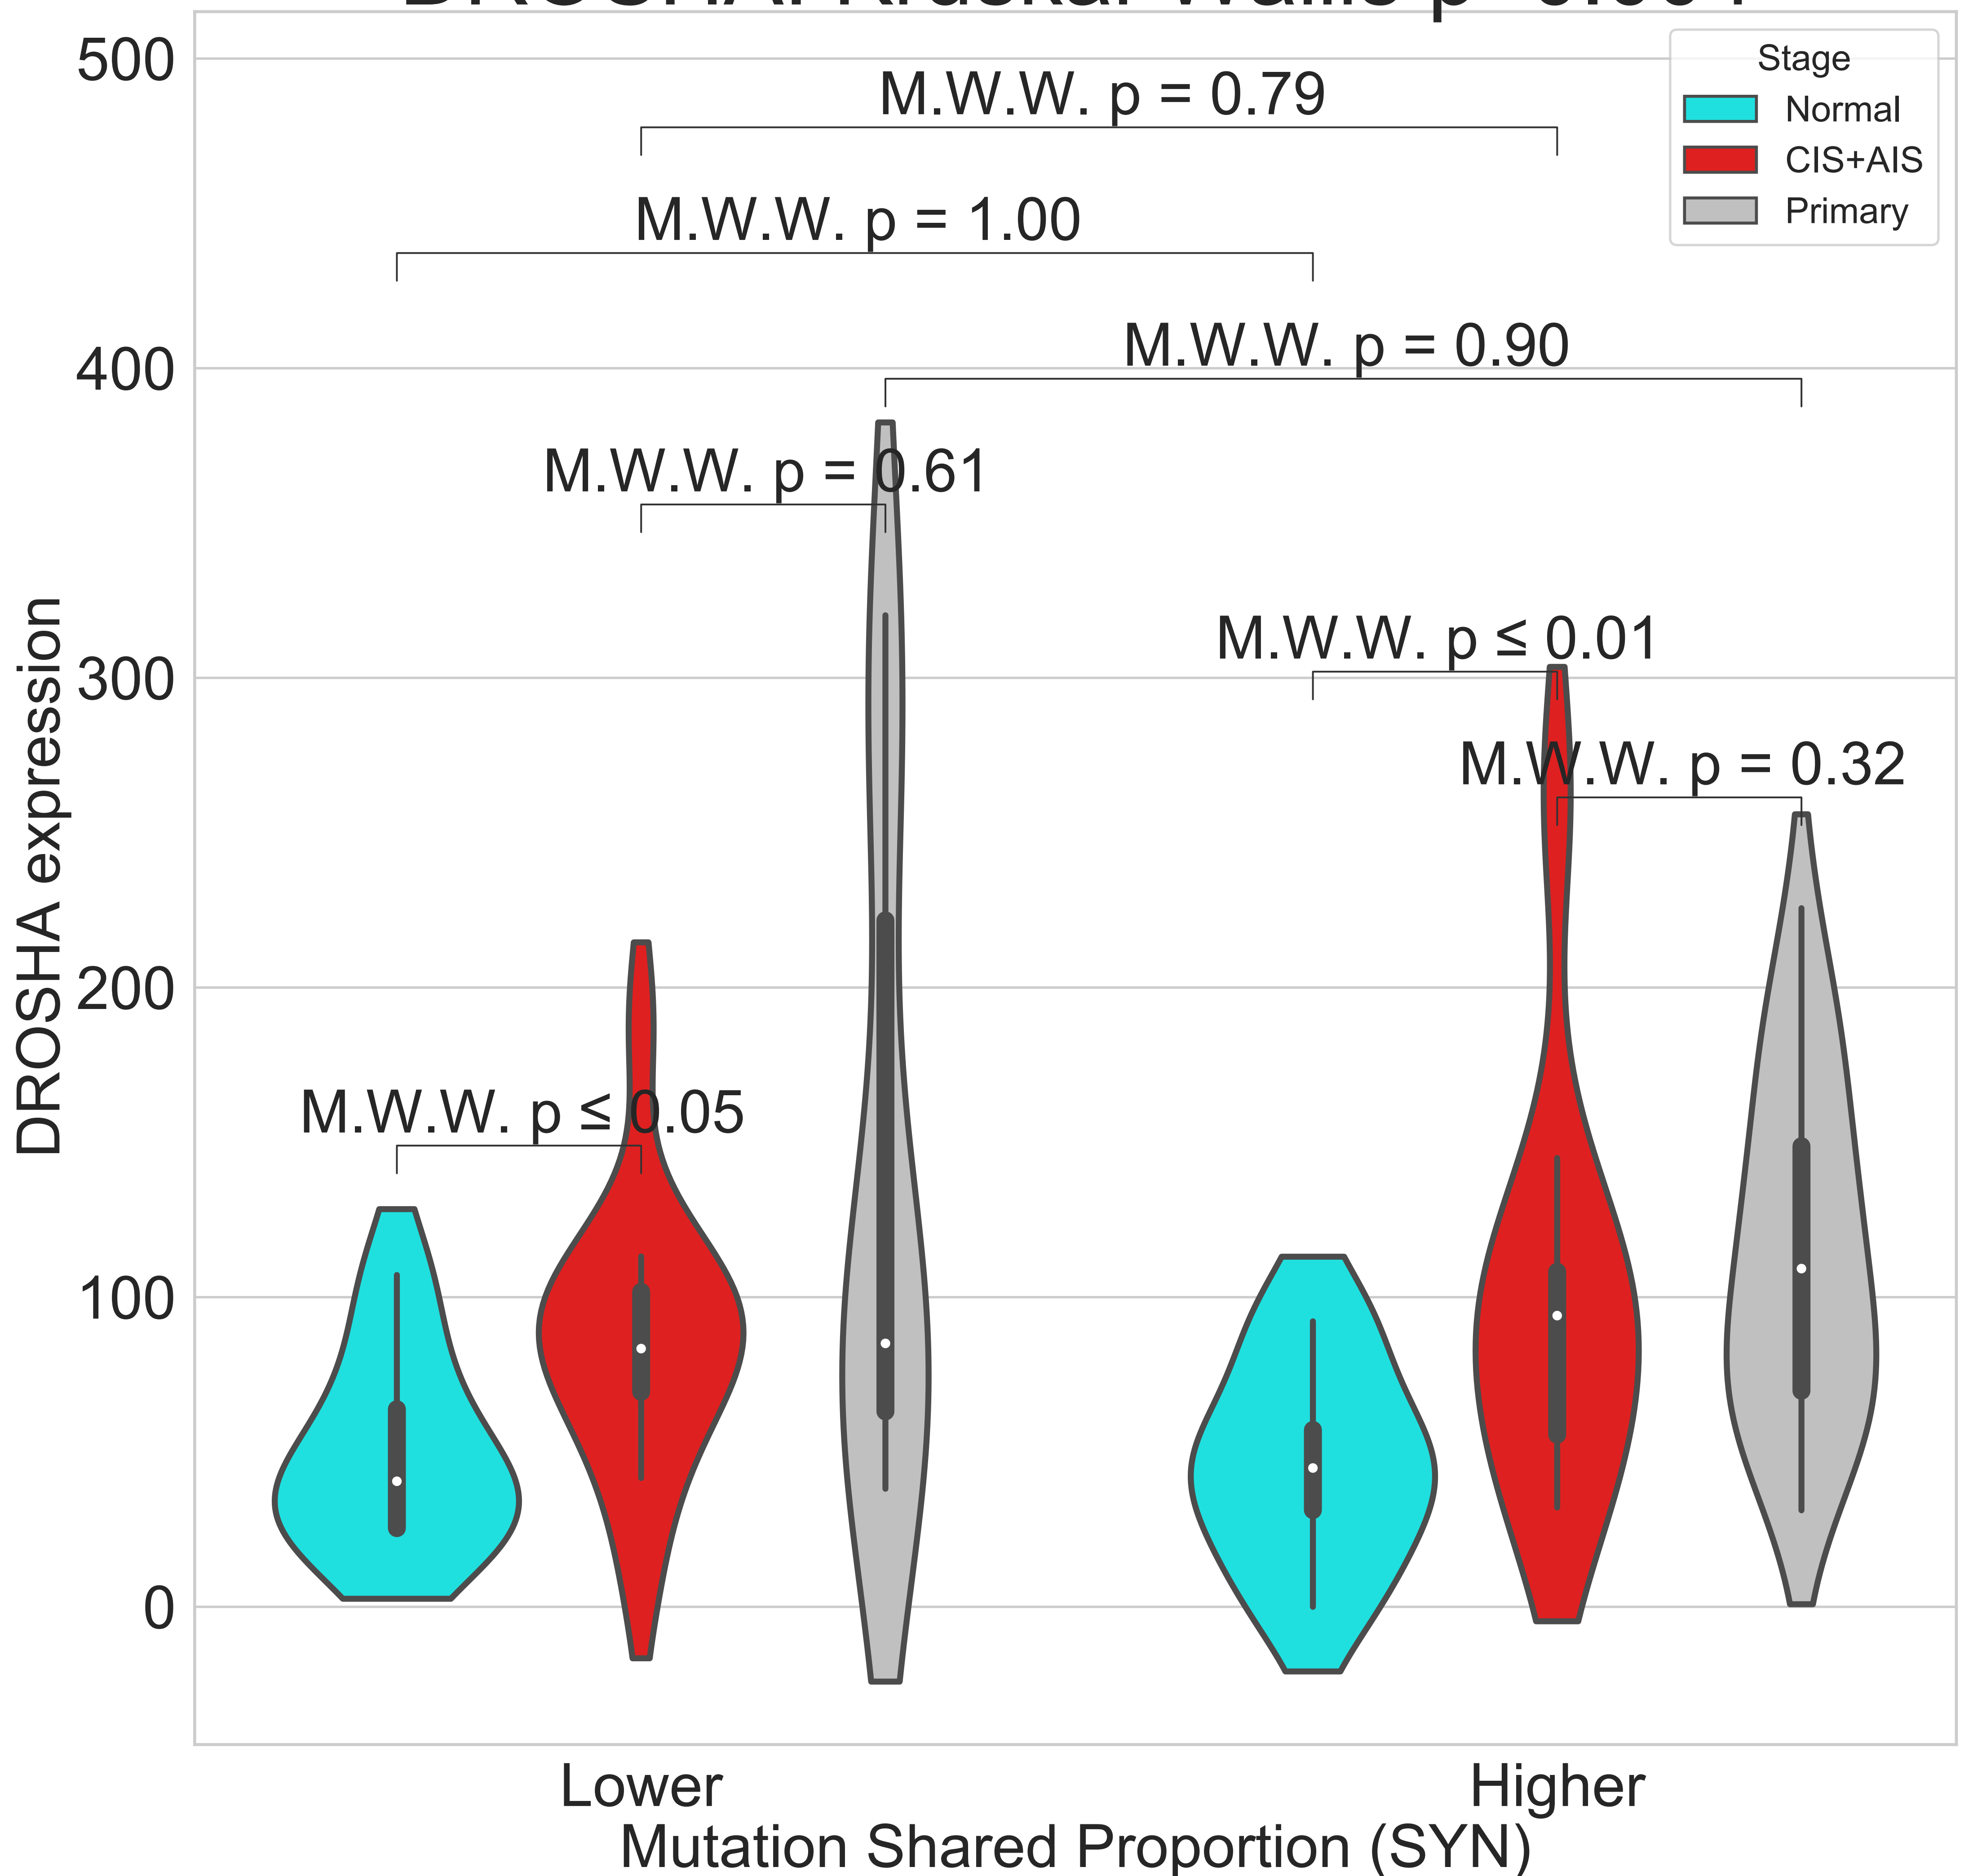 500
400
300
200
100
0
DROSHA expression
Stage
Normal
CIS+AIS
Primary
M.W.W. p = 0.79
M.W.W. p = 1.00
M.W.W. p = 0.90
M.W.W. p = 0.61
M.W.W. p ≤ 0.01
M.W.W. p = 0.32
M.W.W. p ≤ 0.05
Lower
Higher
Mutation Shared Proportion (SYN)